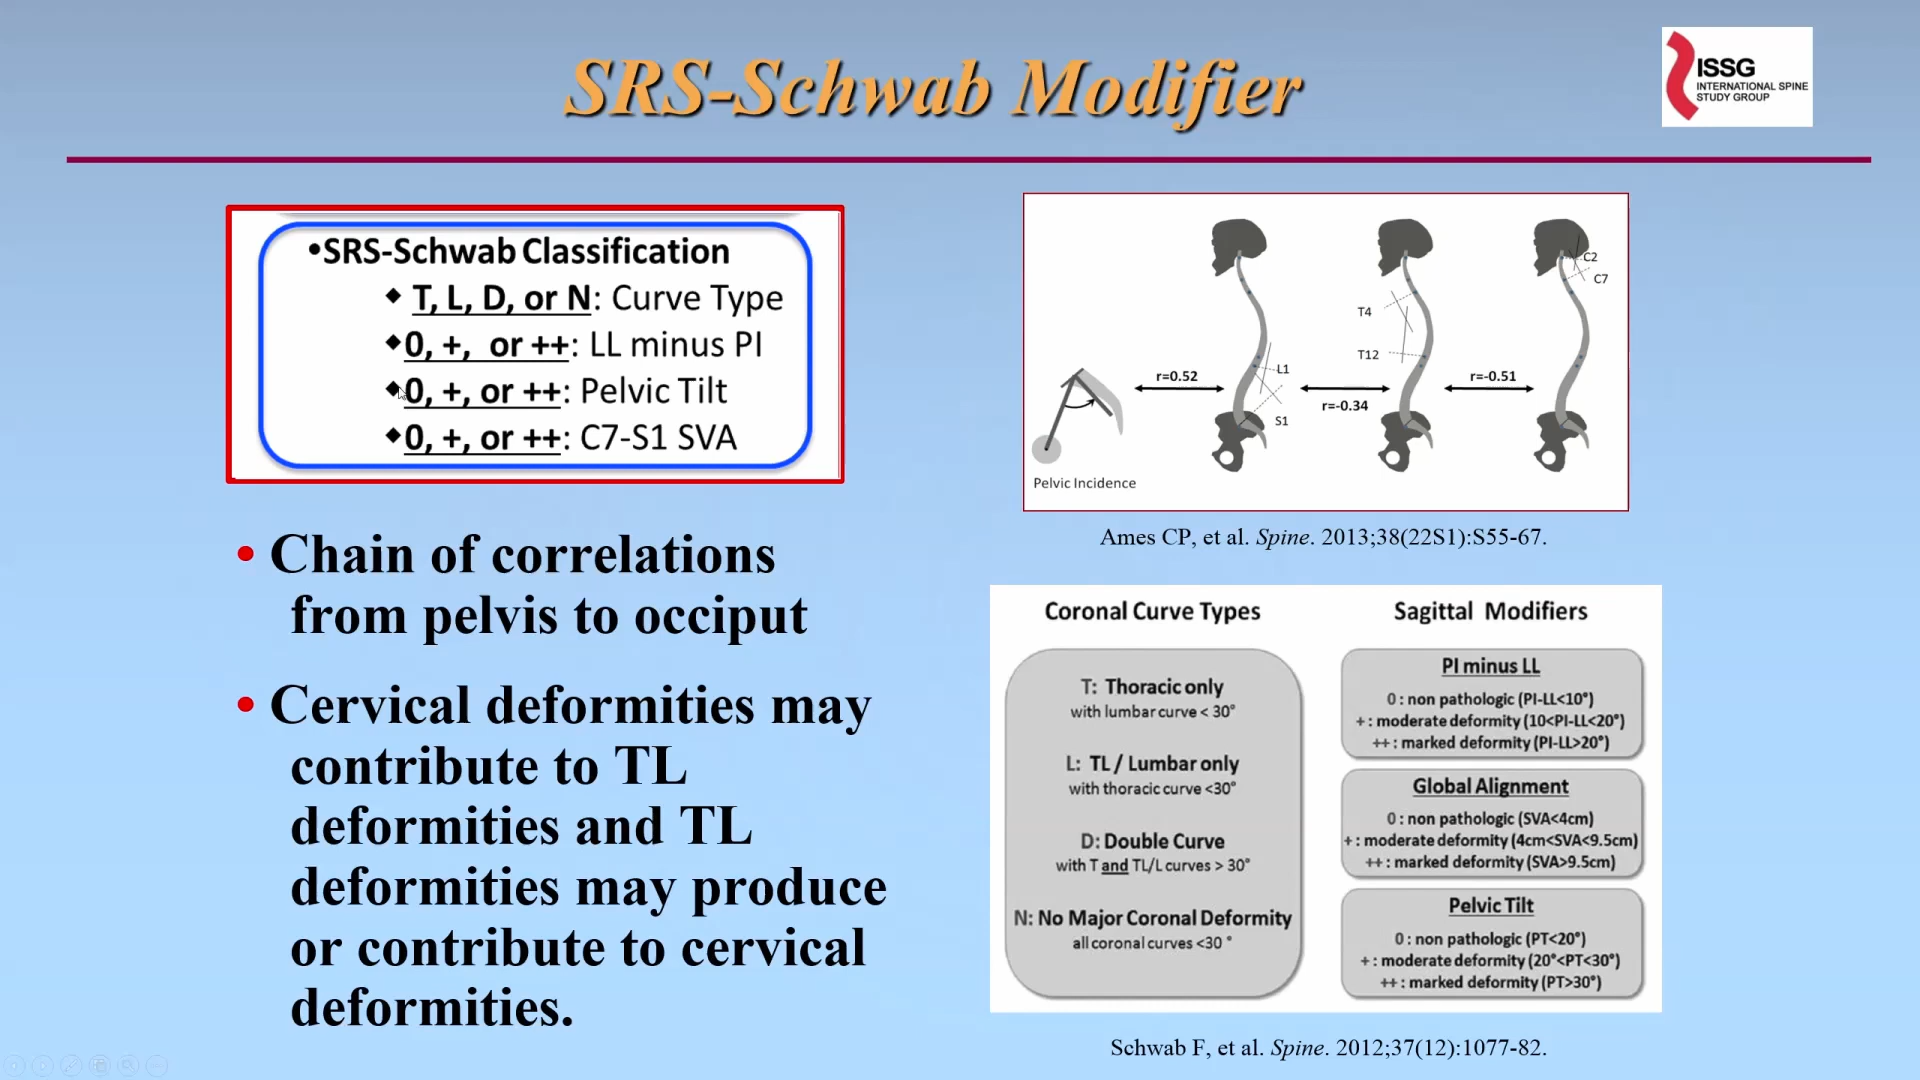 SRS-Schwab Modifier
ISSG
INTERNATIONAL SPINE
STUDY GROUP
•SRS-Schwab Classification
◆ T, L, D, or N: Curve Type
◆0, +, or ++: LL minus PI
◆0, +, or ++: Pelvic Tilt
◆0, +, or ++: C7-S1 SVA
• Chain of correlations
from pelvis to occiput
• Cervical deformities may
contribute to TL
deformities and TL
deformities may produce
or contribute to cervical
deformities.
C2
C7
T4
T12
L1
S1
r=0.52
r=-0.34
r=-0.51
Pelvic Incidence
Ames CP, et al. Spine. 2013;38(22S1):S55-67.
Coronal Curve Types
T: Thoracic only
with lumbar curve < 30°
L: TL / Lumbar only
with thoracic curve <30°
D: Double Curve
with T and TL/L curves > 30°
N: No Major Coronal Deformity
all coronal curves <30 °
Sagittal Modifiers
PI minus LL
0 : non pathologic (PI-LL<10°)
+ : moderate deformity (10<PI-LL<20°)
++ : marked deformity (PI-LL>20°)
Global Alignment
0 : non pathologic (SVA<4cm)
+ : moderate deformity (4cm<SVA<9.5cm)
++ : marked deformity (SVA>9.5cm)
Pelvic Tilt
0 : non pathologic (PT<20°)
+ : moderate deformity (20°<PT<30°)
++ : marked deformity (PT>30°)
Schwab F, et al. Spine. 2012;37(12):1077-82.